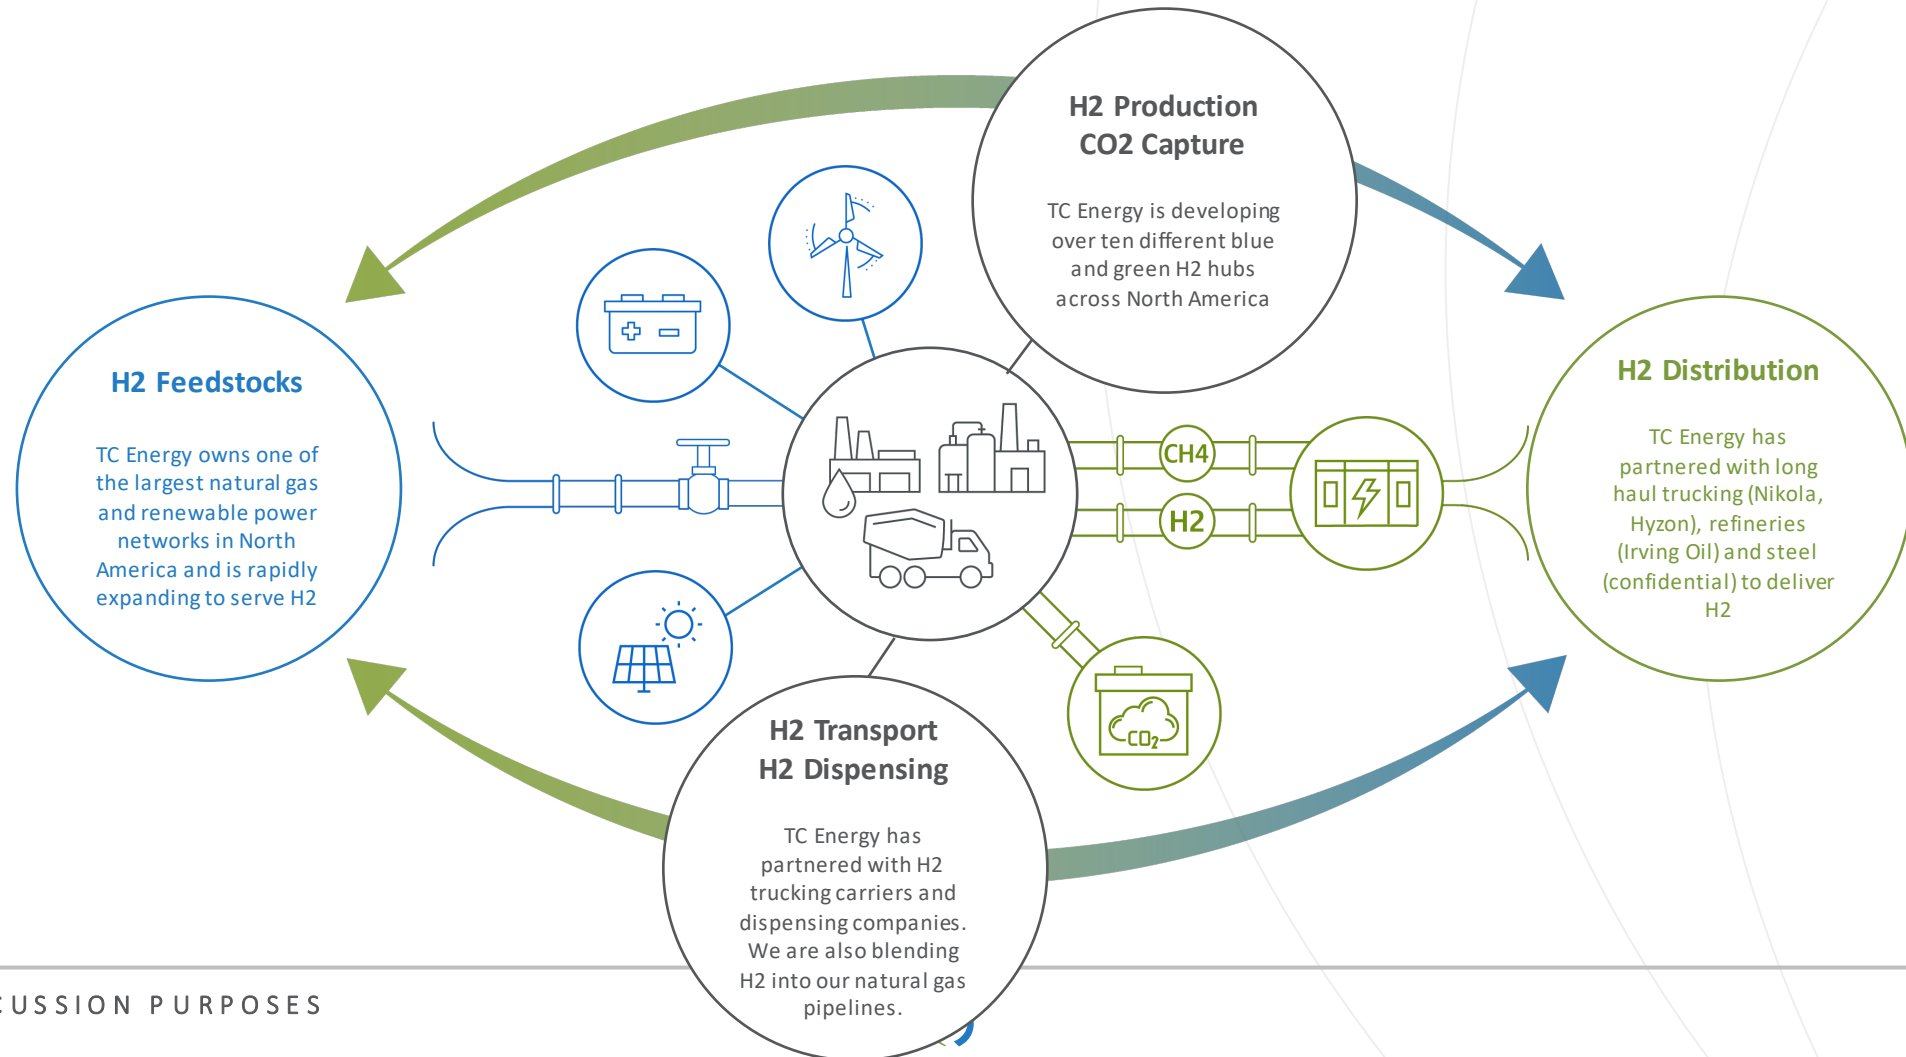 H2 Production
CO2 Capture
TC Energy is developing
over ten different blue
and green H2 hubs
across North America
H2 Feedstocks
TC Energy owns one of
the largest natural gas
and renewable power
networks in North
America and is rapidly
expanding to serve H2
CH4
H2
CO2
H2 Distribution
TC Energy has
partnered with long
haul trucking (Nikola,
Hyzon), refineries
(Irving Oil) and steel
(confidential) to deliver
H2
H2 Transport
H2 Dispensing
TC Energy has
partnered with H2
trucking carriers and
dispensing companies.
We are also blending
H2 into our natural gas
pipelines.
CUSSION PURPOSES